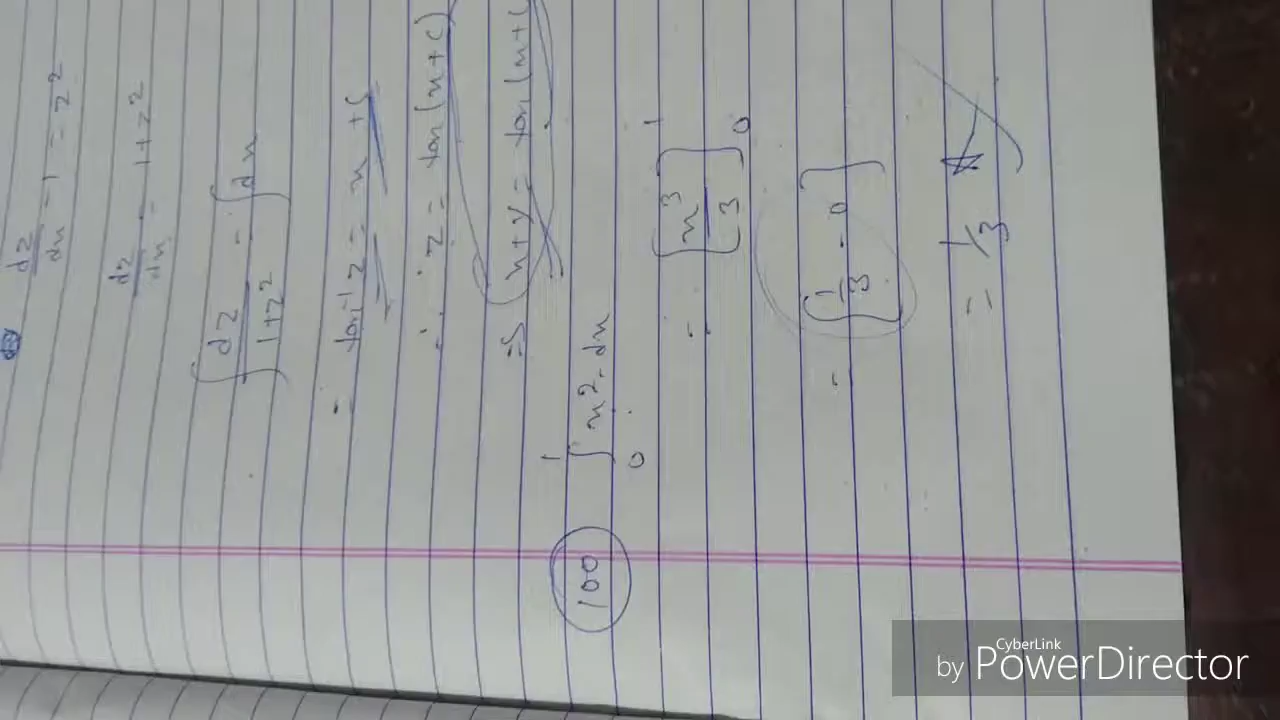 dz/dx - 1 = z²
dz/dx = 1+z²
∫ dz/1+z² = ∫ dx
= tan⁻¹z = x + c
∴ z = tan(x+c)
=> x+y = tan(x+c
100 ∫₀¹ x² - dx
= [x³/3]₀¹
= [1/3 - 0]
= 1/3
CyberLink
by PowerDirector